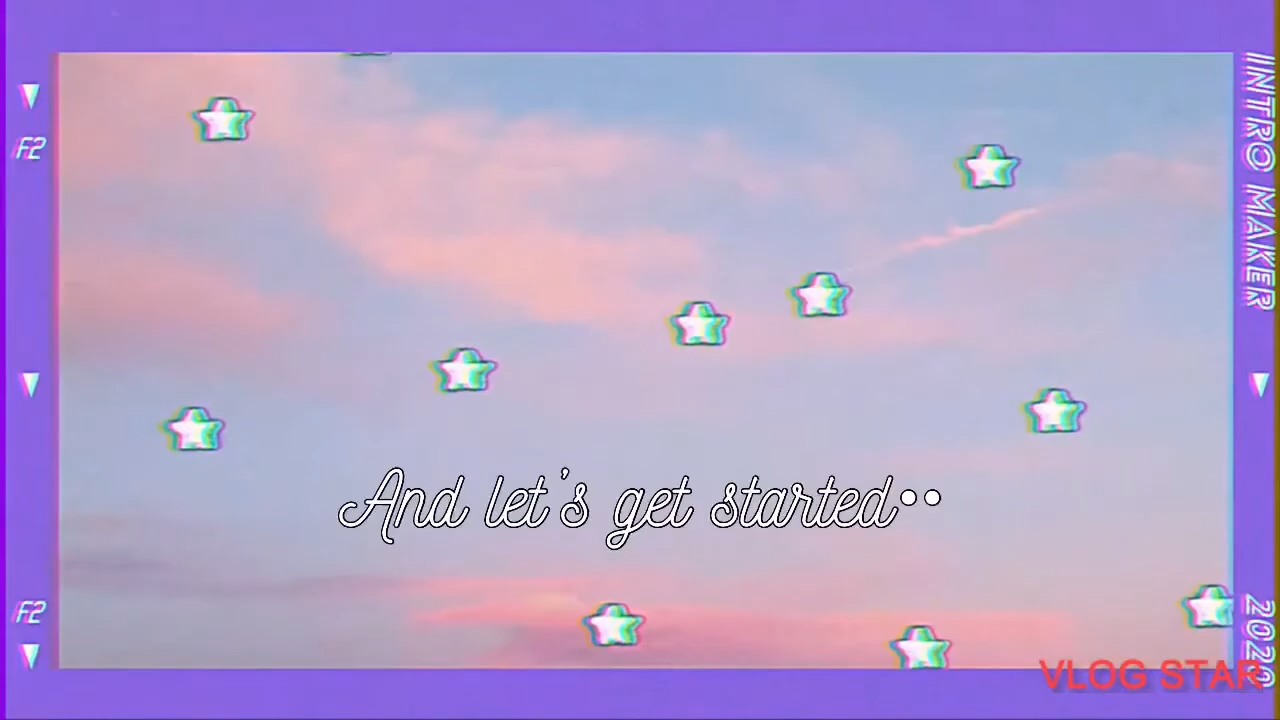 F2
F2
And let's get started••
INTRO MAKER
2020
VLOG STAR